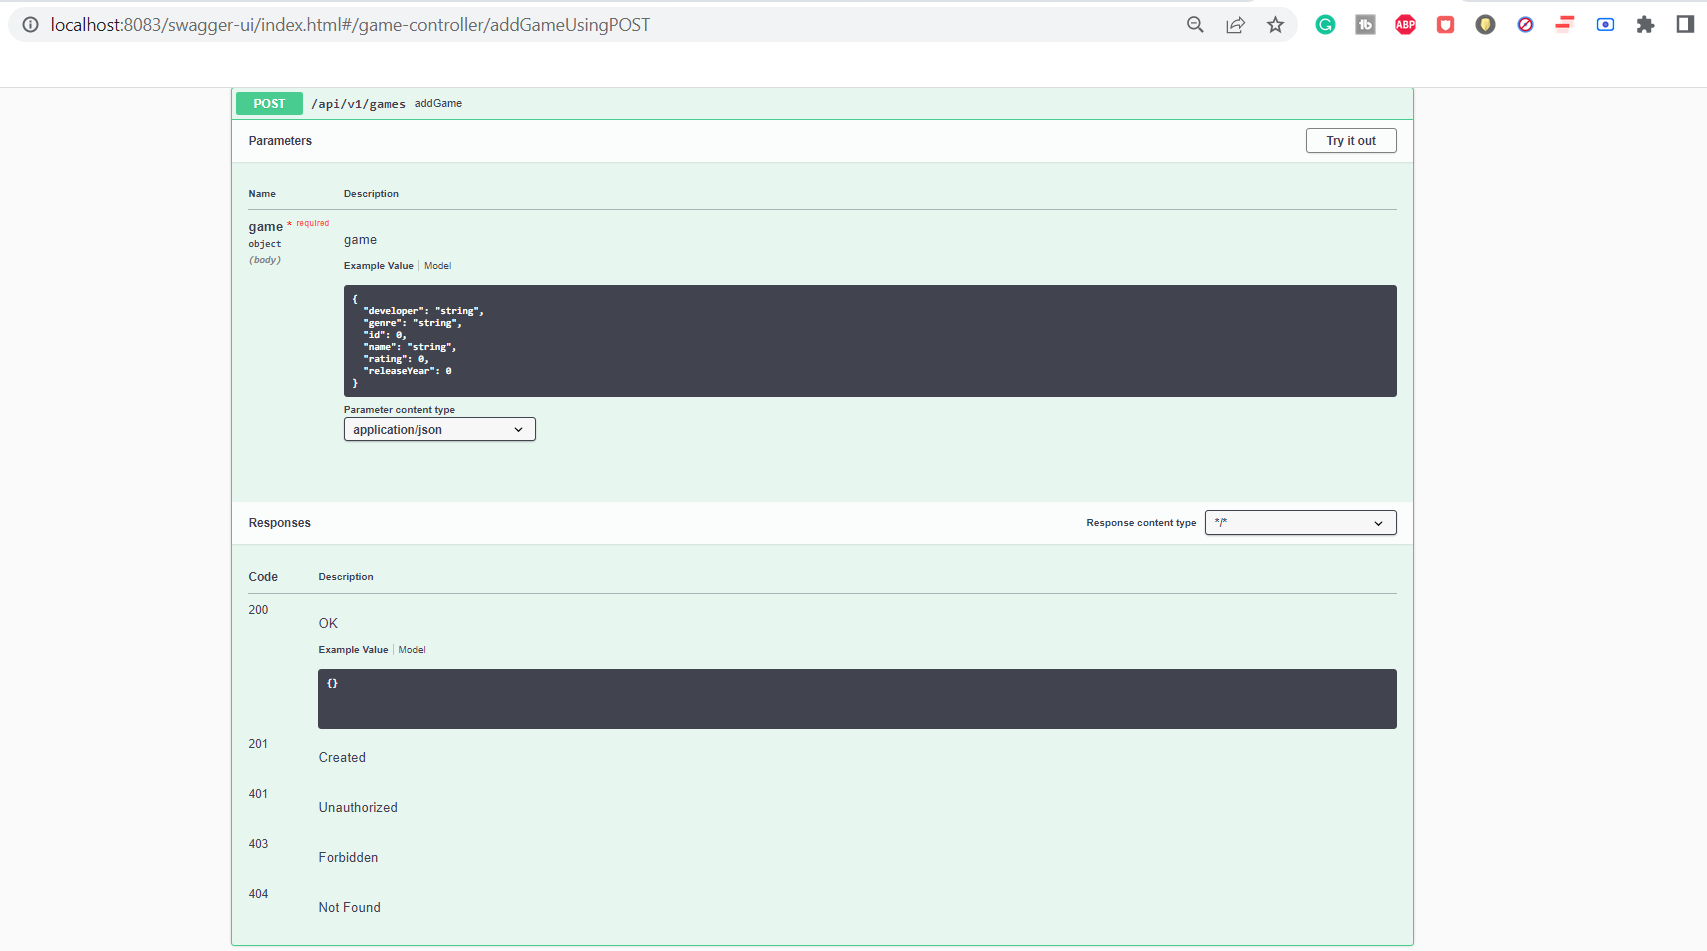 localhost:8083/swagger-ui/index.html#/game-controller/addGameUsingPOST
G
tb
ABP
POST /api/v1/games addGame
Parameters
Try it out
Name Description
game * required
object
(body)
game
Example Value Model
{
"developer": "string",
"genre": "string",
"id": 0,
"name": "string",
"rating": 0,
"releaseYear": 0
}
Parameter content type
application/json
Responses
Response content type */*
Code Description
200
OK
Example Value Model
{}
201
Created
401
Unauthorized
403
Forbidden
404
Not Found